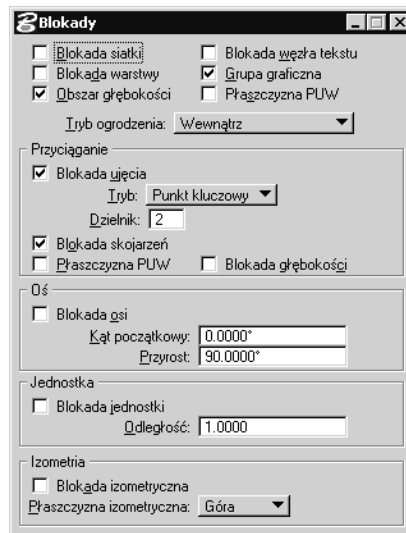 Blokady
Blokada siatki Blokada węzła tekstu
Blokada warstwy Grupa graficzna
Obszar głębokości Płaszczyzna PUW
Tryb ogrodzenia: Wewnątrz
Przyciąganie
Blokada ujęcia
Tryb: Punkt kluczowy
Dzielnik: 2
Blokada skojarzeń
Płaszczyzna PUW Blokada głębokości
Oś
Blokada osi
Kąt początkowy: 0.0000°
Przyrost: 90.0000°
Jednostka
Blokada jednostki
Odległość: 1.0000
Izometria
Blokada izometryczna
Płaszczyzna izometryczna: Góra